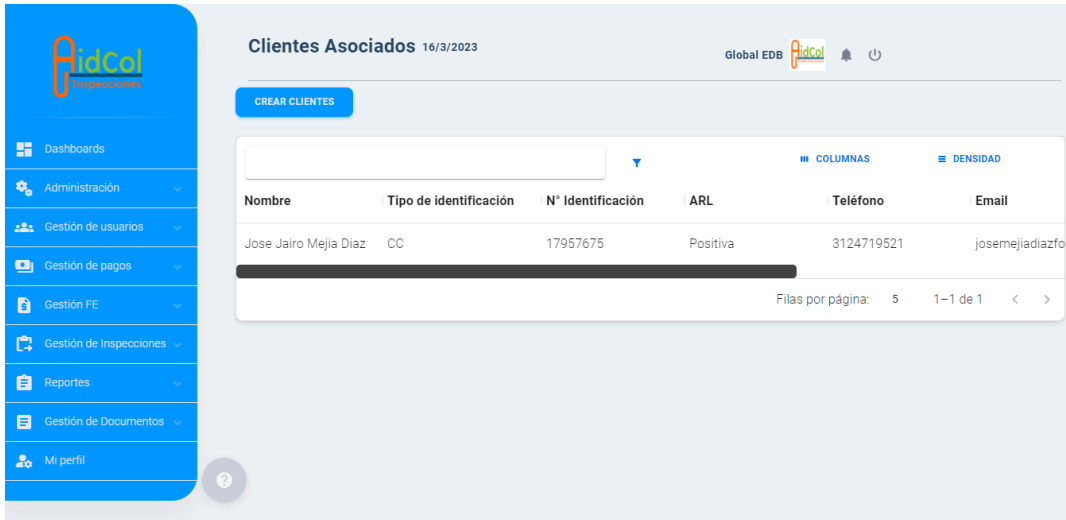 AidCol
Inspecciones
Dashboards
Administración
Gestión de usuarios
Gestión de pagos
Gestión FE
Gestión de Inspecciones
Reportes
Gestión de Documentos
Mi perfil
Clientes Asociados 16/3/2023
Global EDB AidCol
CREAR CLIENTES
COLUMNAS DENSIDAD
Nombre Tipo de identificación N° Identificación ARL Teléfono Email
Jose Jairo Mejia Diaz CC 17957675 Positiva 3124719521 josemejiadiazfo
Filas por página: 5 1–1 de 1